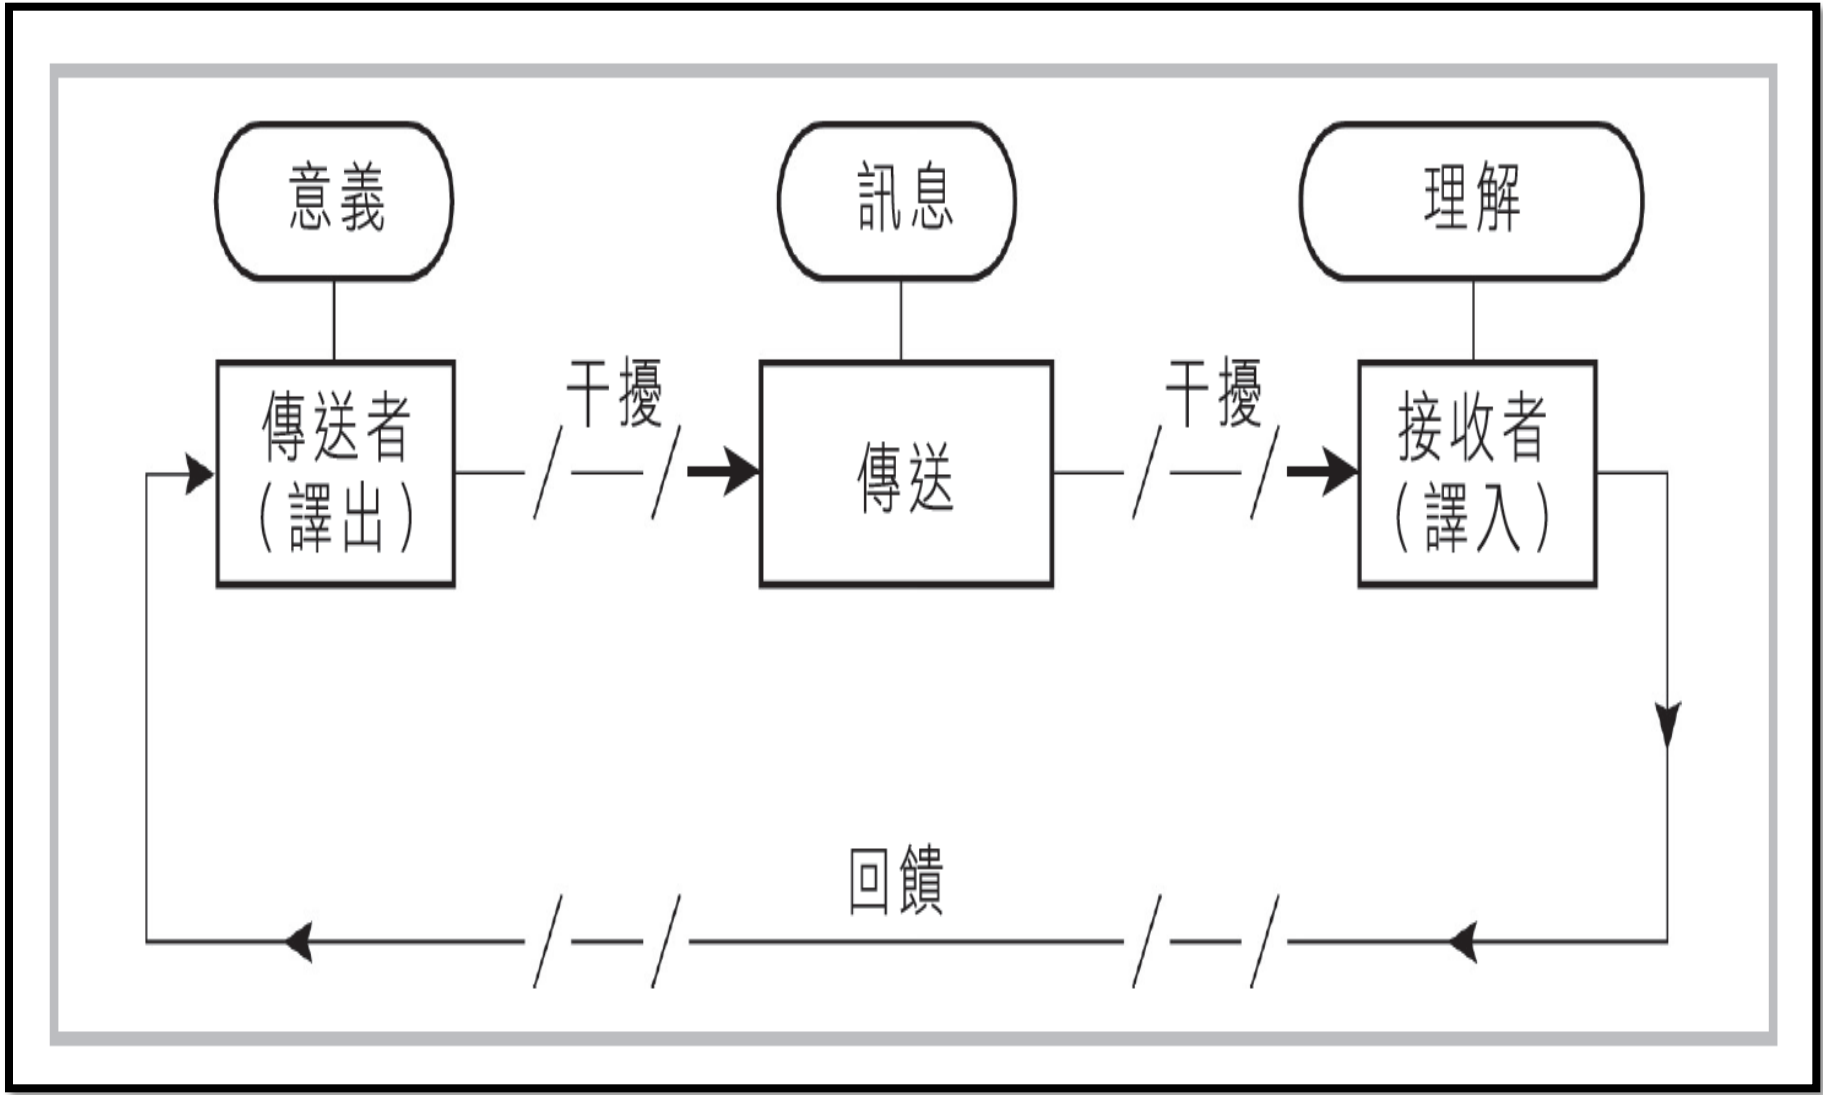 意義
訊息
理解
傳送者
（譯出）
干擾
傳送
干擾
接收者
（譯入）
回饋